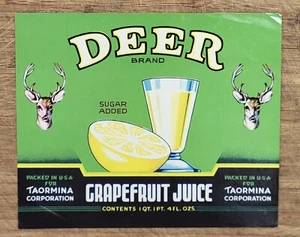 DEER
BRAND
SUGAR
ADDED
PACKED IN U.S.A
FOR
TAORMINA
CORPORATION
GRAPEFRUIT JUICE
CONTENTS 1 QT. 1 PT. 4 FL. OZS.
PACKED IN U.S.A
FOR
TAORMINA
CORPORATION